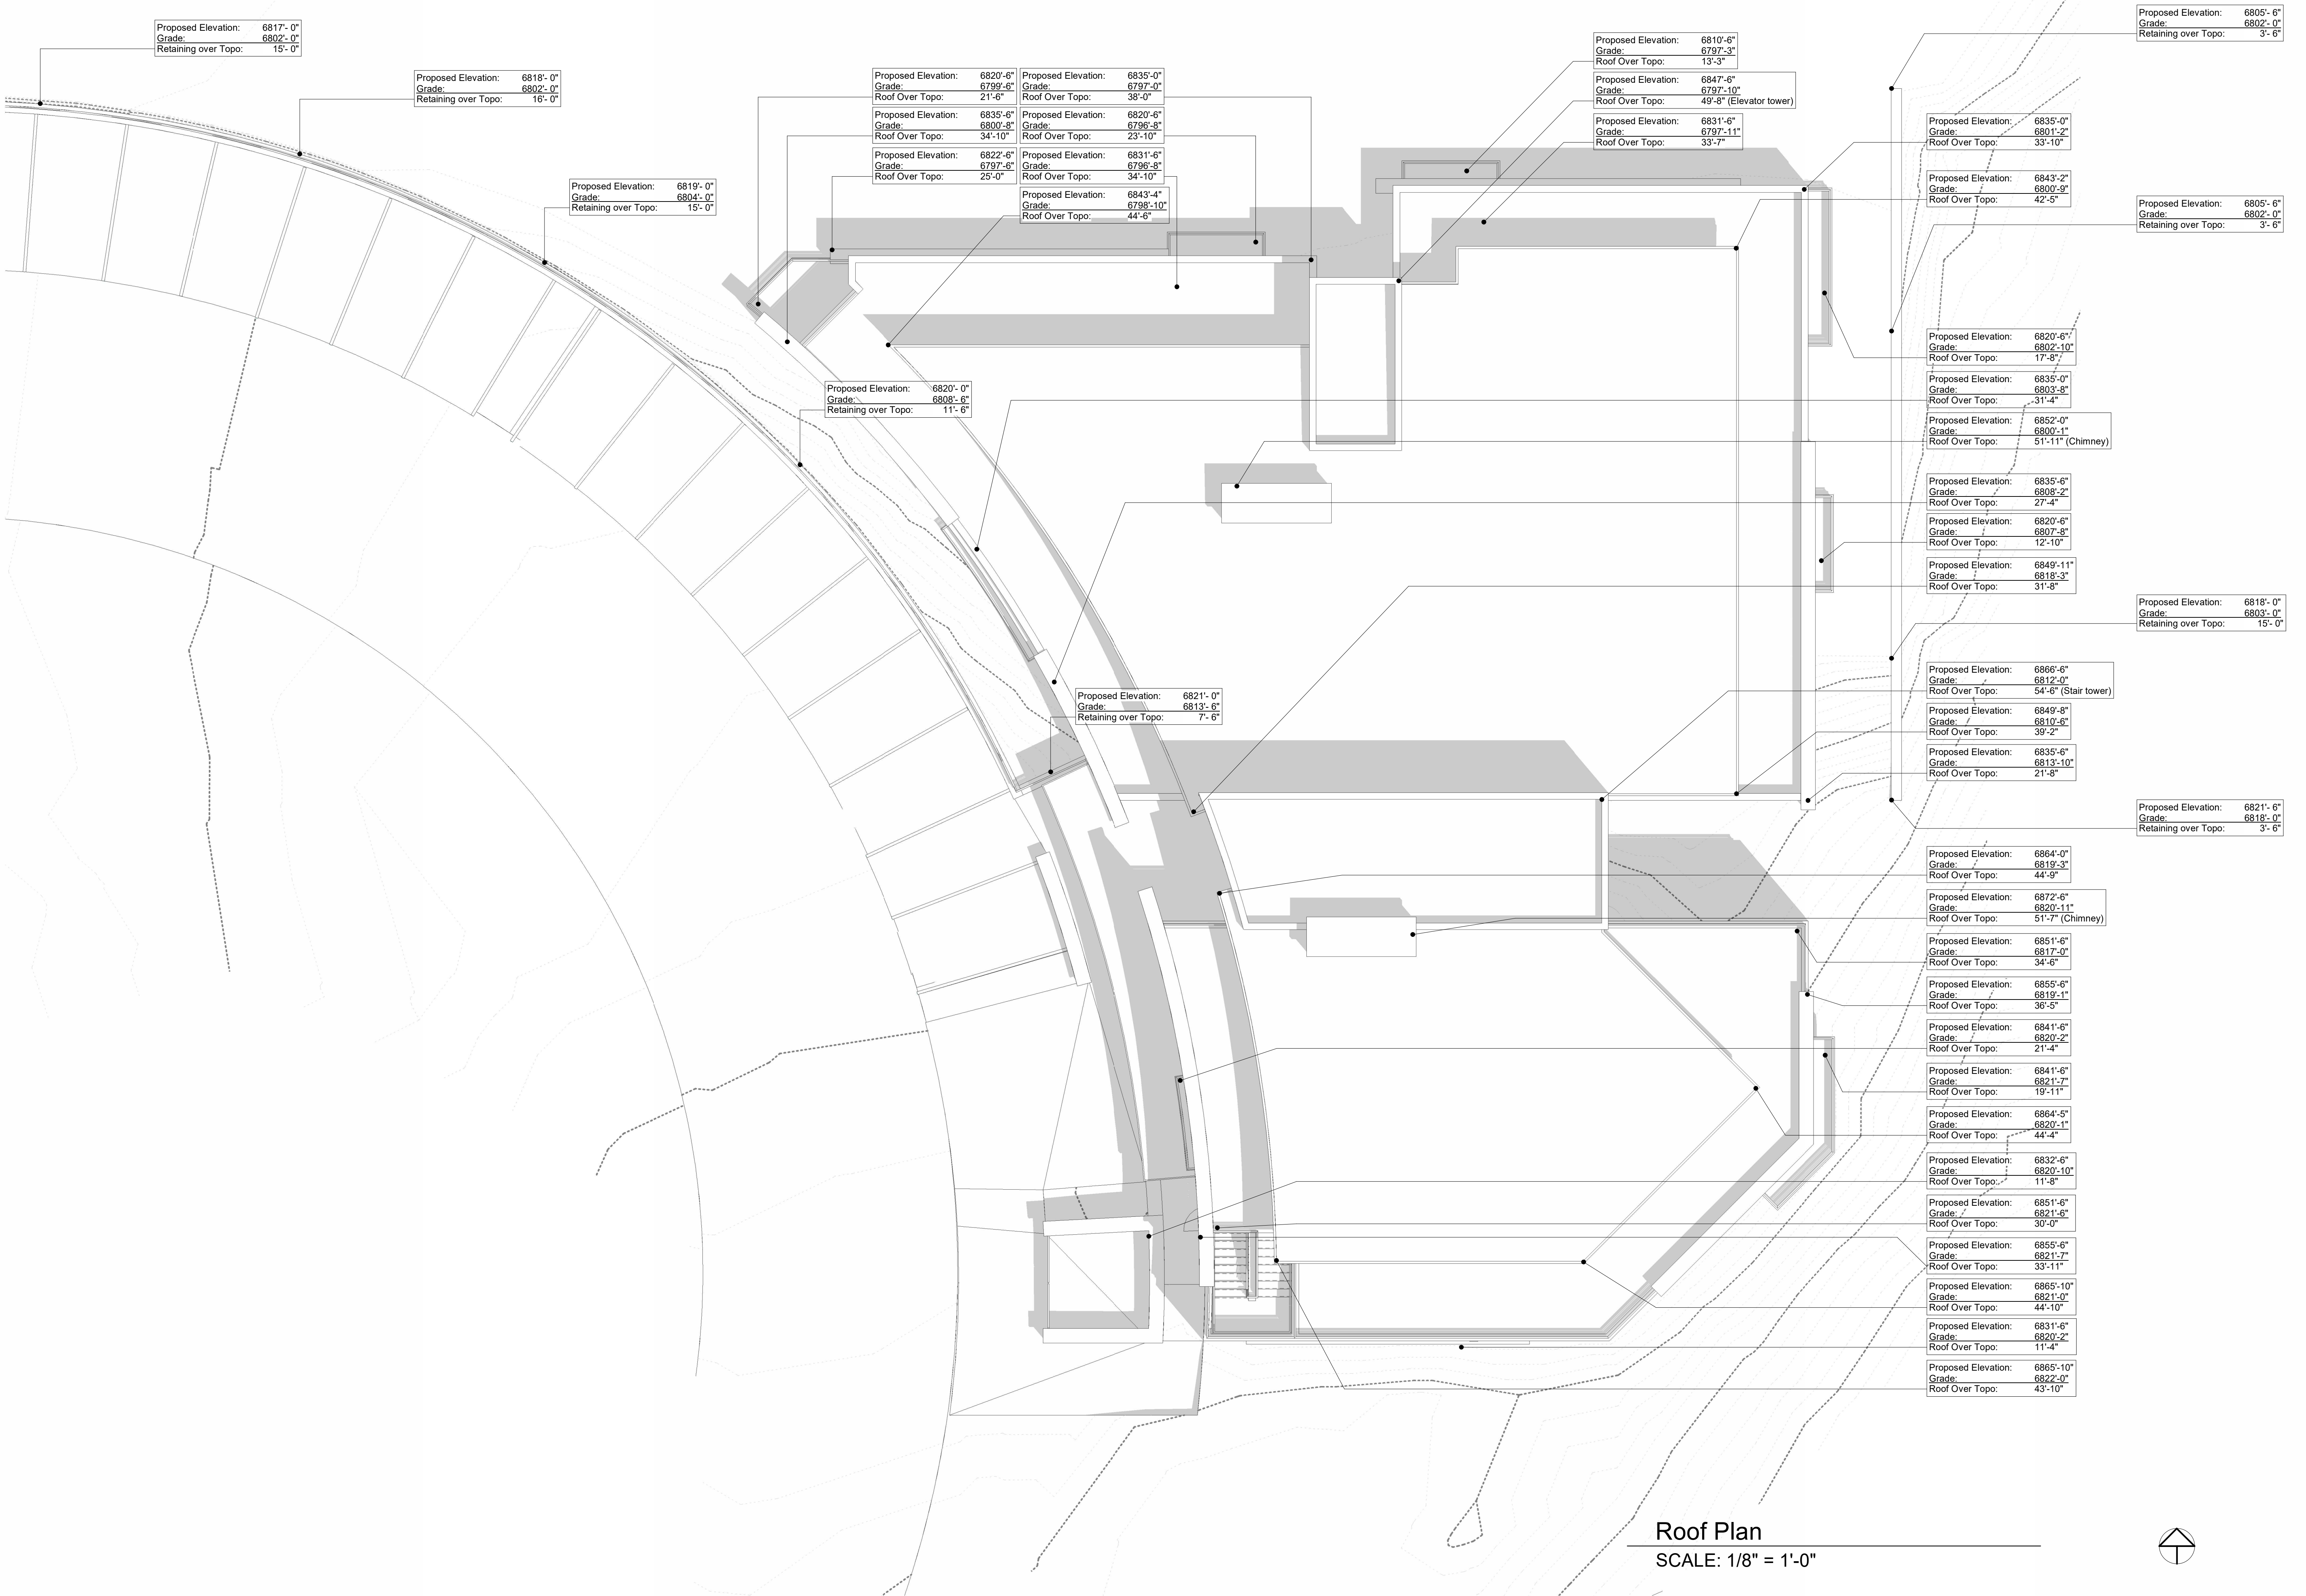 Proposed Elevation: 6817'- 0"
Grade: 6802'- 0"
Retaining over Topo: 15'- 0"
Proposed Elevation: 6818'- 0"
Grade: 6802'- 0"
Retaining over Topo: 16'- 0"
Proposed Elevation: 6819'- 0"
Grade: 6804'- 0"
Retaining over Topo: 15'- 0"
Proposed Elevation: 6820'-6"
Grade: 6799'-6"
Roof Over Topo: 21'-6"
Proposed Elevation: 6835'-0"
Grade: 6797'-0"
Roof Over Topo: 38'-0"
Proposed Elevation: 6835'-6"
Grade: 6800'-8"
Roof Over Topo: 34'-10"
Proposed Elevation: 6820'-6"
Grade: 6796'-8"
Roof Over Topo: 23'-10"
Proposed Elevation: 6822'-6"
Grade: 6797'-6"
Roof Over Topo: 25'-0"
Proposed Elevation: 6831'-6"
Grade: 6796'-8"
Roof Over Topo: 34'-10"
Proposed Elevation: 6843'-4"
Grade: 6798'-10"
Roof Over Topo: 44'-6"
Proposed Elevation: 6810'-6"
Grade: 6797'-3"
Roof Over Topo: 13'-3"
Proposed Elevation: 6847'-6"
Grade: 6797'-10"
Roof Over Topo: 49'-8" (Elevator tower)
Proposed Elevation: 6831'-6"
Grade: 6797'-11"
Roof Over Topo: 33'-7"
Proposed Elevation: 6805'- 6"
Grade: 6802'- 0"
Retaining over Topo: 3'- 6"
Proposed Elevation: 6835'-0"
Grade: 6801'-2"
Roof Over Topo: 33'-10"
Proposed Elevation: 6843'-2"
Grade: 6800'-9"
Roof Over Topo: 42'-5"
Proposed Elevation: 6805'- 6"
Grade: 6802'- 0"
Retaining over Topo: 3'- 6"
Proposed Elevation: 6820'-6"
Grade: 6802'-10"
Roof Over Topo: 17'-8"
Proposed Elevation: 6835'-0"
Grade: 6803'-8"
Roof Over Topo: 31'-4"
Proposed Elevation: 6852'-0"
Grade: 6800'-1"
Roof Over Topo: 51'-11" (Chimney)
Proposed Elevation: 6820'- 0"
Grade: 6808'- 6"
Retaining over Topo: 11'- 6"
Proposed Elevation: 6835'-6"
Grade: 6808'-2"
Roof Over Topo: 27'-4"
Proposed Elevation: 6820'-6"
Grade: 6807'-8"
Roof Over Topo: 12'-10"
Proposed Elevation: 6849'-11"
Grade: 6818'-3"
Roof Over Topo: 31'-8"
Proposed Elevation: 6818'- 0"
Grade: 6803'- 0"
Retaining over Topo: 15'- 0"
Proposed Elevation: 6821'- 0"
Grade: 6813'- 6"
Retaining over Topo: 7'- 6"
Proposed Elevation: 6866'-6"
Grade: 6812'-0"
Roof Over Topo: 54'-6" (Stair tower)
Proposed Elevation: 6849'-8"
Grade: 6810'-6"
Roof Over Topo: 39'-2"
Proposed Elevation: 6835'-6"
Grade: 6813'-10"
Roof Over Topo: 21'-8"
Proposed Elevation: 6821'- 6"
Grade: 6818'- 0"
Retaining over Topo: 3'- 6"
Proposed Elevation: 6864'-0"
Grade: 6819'-3"
Roof Over Topo: 44'-9"
Proposed Elevation: 6872'-6"
Grade: 6820'-11"
Roof Over Topo: 51'-7" (Chimney)
Proposed Elevation: 6851'-6"
Grade: 6817'-0"
Roof Over Topo: 34'-6"
Proposed Elevation: 6855'-6"
Grade: 6819'-1"
Roof Over Topo: 36'-5"
Proposed Elevation: 6841'-6"
Grade: 6820'-2"
Roof Over Topo: 21'-4"
Proposed Elevation: 6841'-6"
Grade: 6821'-7"
Roof Over Topo: 19'-11"
Proposed Elevation: 6864'-5"
Grade: 6820'-1"
Roof Over Topo: 44'-4"
Proposed Elevation: 6832'-6"
Grade: 6820'-10"
Roof Over Topo: 11'-8"
Proposed Elevation: 6851'-6"
Grade: 6821'-6"
Roof Over Topo: 30'-0"
Proposed Elevation: 6855'-6"
Grade: 6821'-7"
Roof Over Topo: 33'-11"
Proposed Elevation: 6865'-10"
Grade: 6821'-0"
Roof Over Topo: 44'-10"
Proposed Elevation: 6831'-6"
Grade: 6820'-2"
Roof Over Topo: 11'-4"
Proposed Elevation: 6865'-10"
Grade: 6822'-0"
Roof Over Topo: 43'-10"
Roof Plan
SCALE: 1/8" = 1'-0"